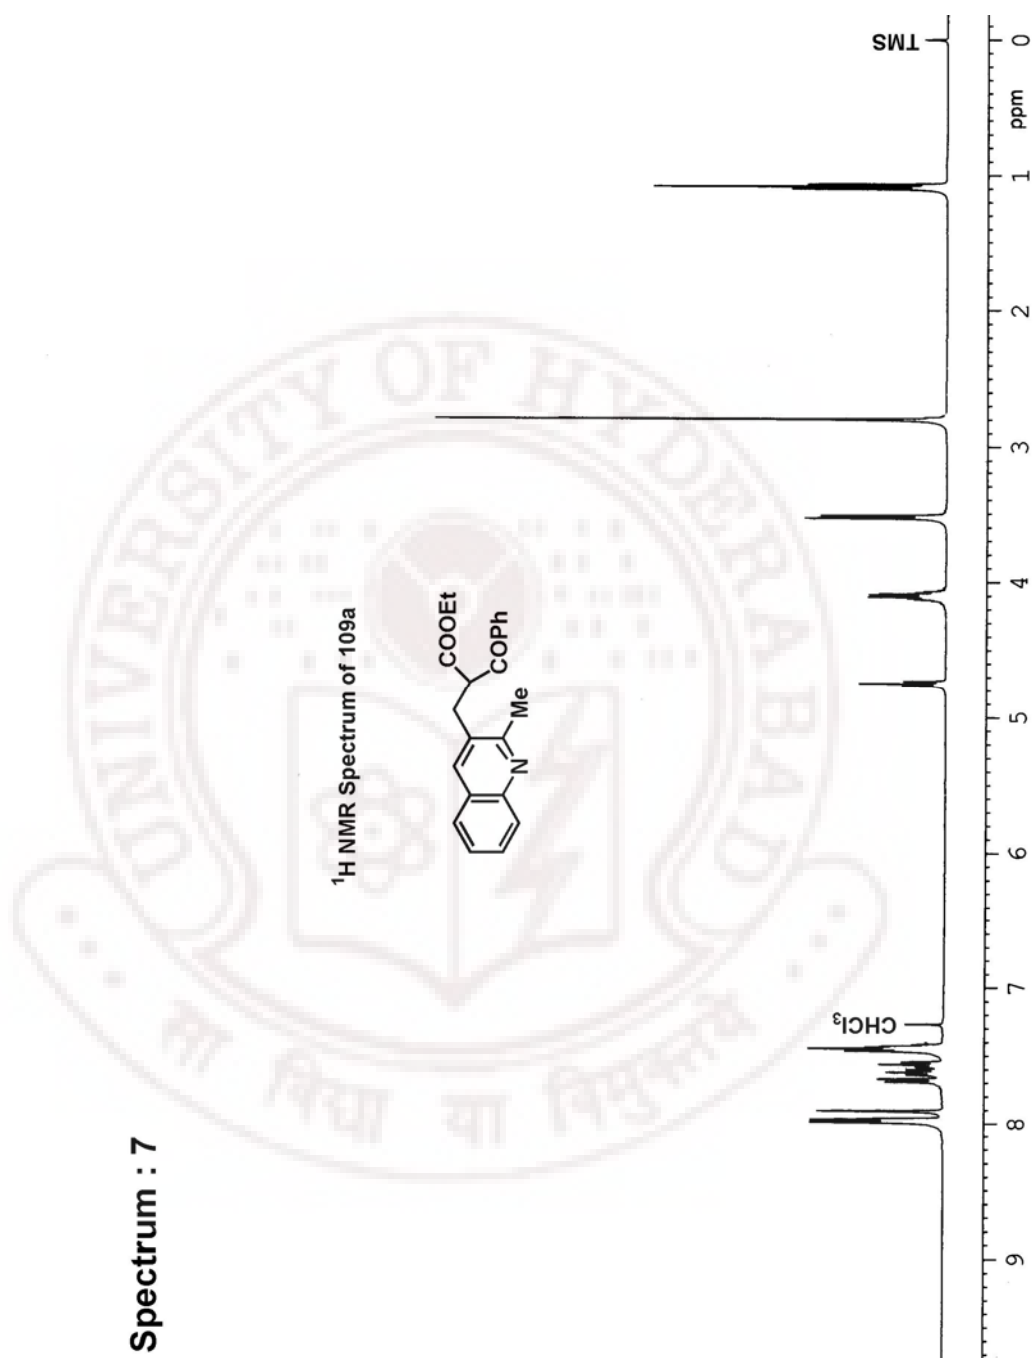 Spectrum : 7
¹H NMR Spectrum of 109a
COOEt
COPh
N
Me
CHCl₃
TMS
9 8 7 6 5 4 3 2 1 ppm 0
UNIVERSITY OF HYDERABAD
सा विद्या या विमुक्तये